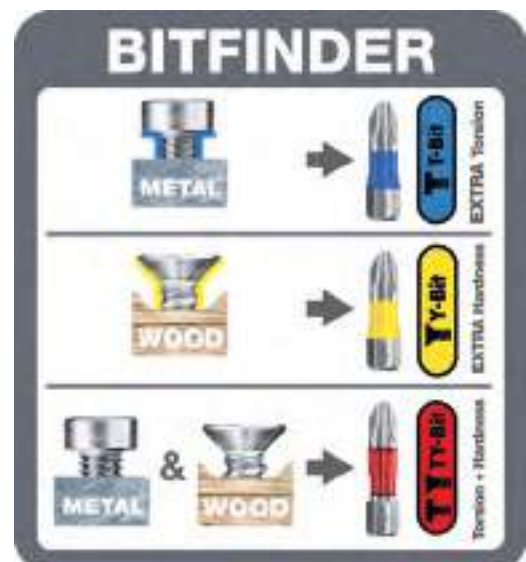 BITFINDER
METAL
T-Bit
EXTRA Torsion
WOOD
Y-Bit
EXTRA Hardness
METAL
&
WOOD
TY-Bit
Torsion + Hardness